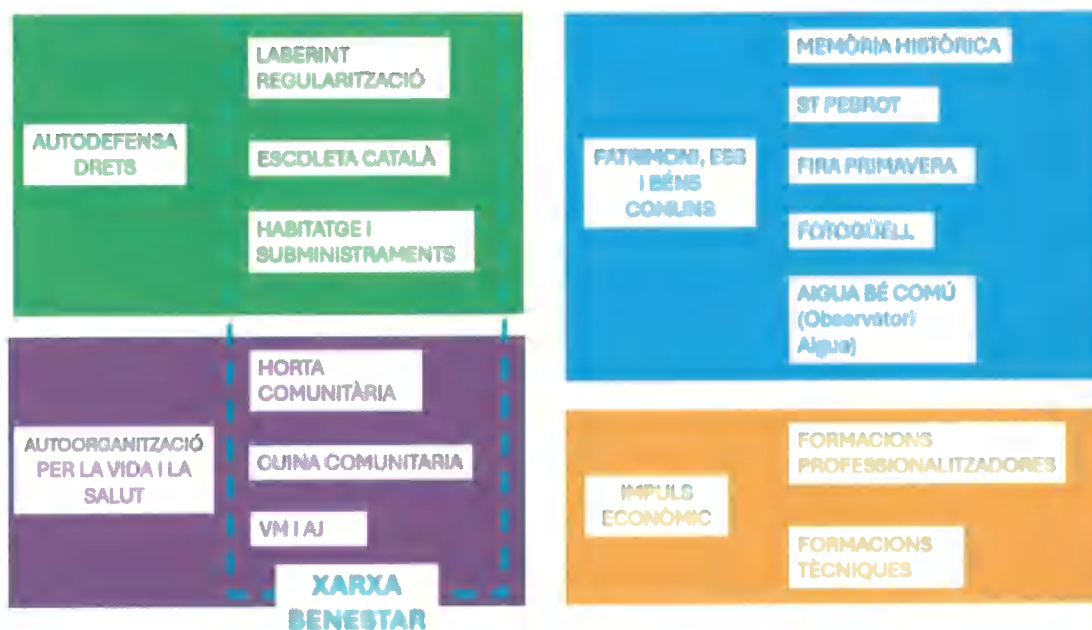 AUTODEFENSA
DRETS
LABERINT
REGULARITZACIÓ
ESCOLETA CATALÀ
HABITATGE I
SUBMINISTRAMENTS
AUTOORGANITZACIÓ
PER LA VIDA I LA
SALUT
HORTA
COMUNITÀRIA
CUINA COMUNITARIA
VM I AJ
XARXA
BENESTAR
PATRIMONI, ESS
I BÉNS
COMUNS
MEMÒRIA HISTÒRICA
ST PEBROT
FIRA PRIMAVERA
FOTOGÜELL
AIGUA BÉ COMÚ
(Observatori
Aigua)
IMPULS
ECONÒMIC
FORMACIONS
PROFESSIONALITZADORES
FORMACIONS
TÈCNIQUES